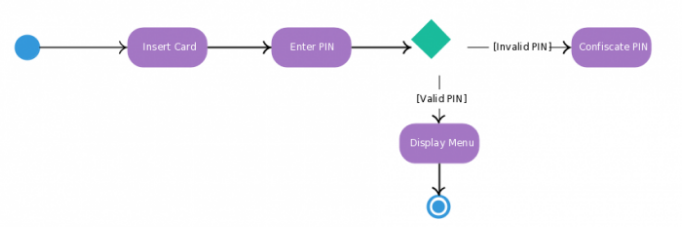 Insert Card
Enter PIN
[Invalid PIN]
Confiscate PIN
[Valid PIN]
Display Menu